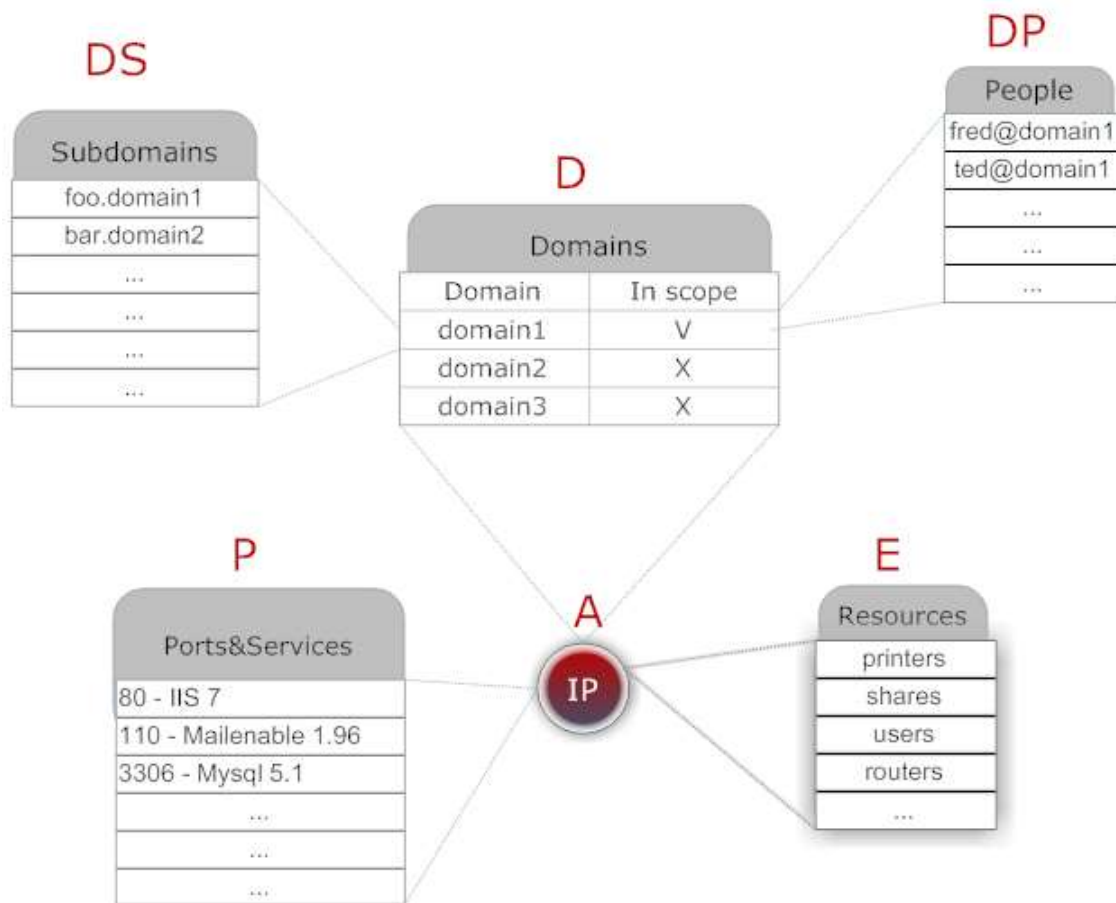 DS
Subdomains
foo.domain1
bar.domain2
...
...
...
...
D
Domains
Domain In scope
domain1 V
domain2 X
domain3 X
DP
People
fred@domain1
ted@domain1
...
...
...
P
Ports&Services
80 - IIS 7
110 - Mailenable 1.96
3306 - Mysql 5.1
...
...
...
A
IP
E
Resources
printers
shares
users
routers
...